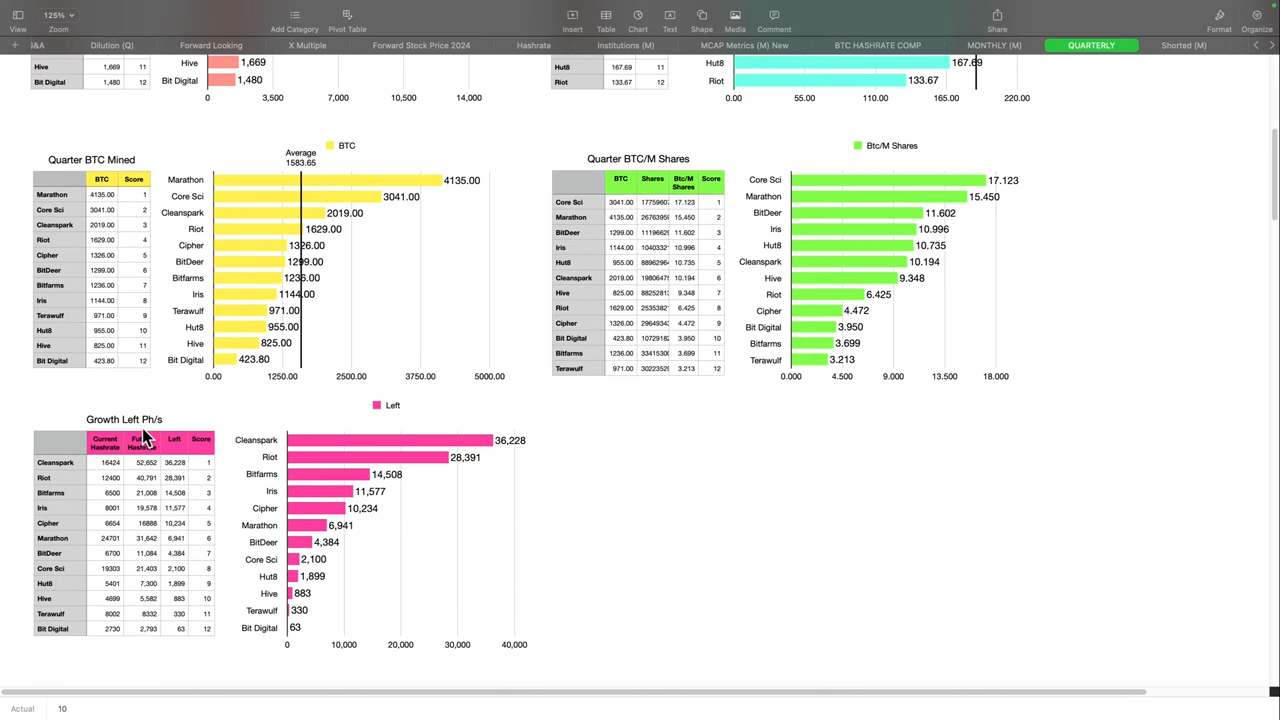 125%
View
Zoom
Add Category
Pivot Table
Insert
Table
Chart
Text
Shape
Media
Comment
Share
Format
Organize
G&A
Dilution (Q)
Forward Looking
X Multiple
Forward Stock Price 2024
Hashrate
Institutions (M)
MCAP Metrics (M) New
BTC HASHRATE COMP
MONTHLY (M)
QUARTERLY
Shorted (M)
Hive 1,669 11
Bit Digital 1,480 12
Hive 1,669
Bit Digital 1,480
0 3,500 7,000 10,500 14,000
Hut8 167.69 11
Riot 133.67 12
Hut8 167.69
Riot 133.67
0.00 55.00 110.00 165.00 220.00
Quarter BTC Mined
BTC Score
Marathon 4135.00 1
Core Sci 3041.00 2
Cleanspark 2019.00 3
Riot 1629.00 4
Cipher 1326.00 5
BitDeer 1299.00 6
Bitfarms 1236.00 7
Iris 1144.00 8
Terawulf 971.00 9
Hut8 955.00 10
Hive 825.00 11
Bit Digital 423.80 12
Average
1583.65
BTC
Marathon 4135.00
Core Sci 3041.00
Cleanspark 2019.00
Riot 1629.00
Cipher 1326.00
BitDeer 1299.00
Bitfarms 1236.00
Iris 1144.00
Terawulf 971.00
Hut8 955.00
Hive 825.00
Bit Digital 423.80
0.00 1250.00 2500.00 3750.00 5000.00
Quarter BTC/M Shares
BTC Shares Btc/M Shares Score
Core Sci 3041.00 17.123 1
Marathon 4135.00 15.450 2
BitDeer 1299.00 11.602 3
Iris 1144.00 10.996 4
Hut8 955.00 10.735 5
Cleanspark 2019.00 10.194 6
Hive 825.00 9.348 7
Riot 1629.00 6.425 8
Cipher 1326.00 4.472 9
Bit Digital 423.80 3.950 10
Bitfarms 1236.00 3.699 11
Terawulf 971.00 3.213 12
Btc/M Shares
Core Sci 17.123
Marathon 15.450
BitDeer 11.602
Iris 10.996
Hut8 10.735
Cleanspark 10.194
Hive 9.348
Riot 6.425
Cipher 4.472
Bit Digital 3.950
Bitfarms 3.699
Terawulf 3.213
0.000 4.500 9.000 13.500 18.000
Growth Left Ph/s
Current Hashrate Left Score
Cleanspark 16424 52,652 36,228 1
Riot 12400 40,791 28,391 2
Bitfarms 6500 21,008 14,508 3
Iris 8001 19,578 11,577 4
Cipher 6654 16888 10,234 5
Marathon 24701 31,642 6,941 6
BitDeer 6700 11,084 4,384 7
Core Sci 19303 21,403 2,100 8
Hut8 5401 7,300 1,899 9
Hive 4699 5,582 883 10
Terawulf 8002 8332 330 11
Bit Digital 2730 2,793 63 12
Left
Cleanspark 36,228
Riot 28,391
Bitfarms 14,508
Iris 11,577
Cipher 10,234
Marathon 6,941
BitDeer 4,384
Core Sci 2,100
Hut8 1,899
Hive 883
Terawulf 330
Bit Digital 63
0 10,000 20,000 30,000 40,000
Actual 10